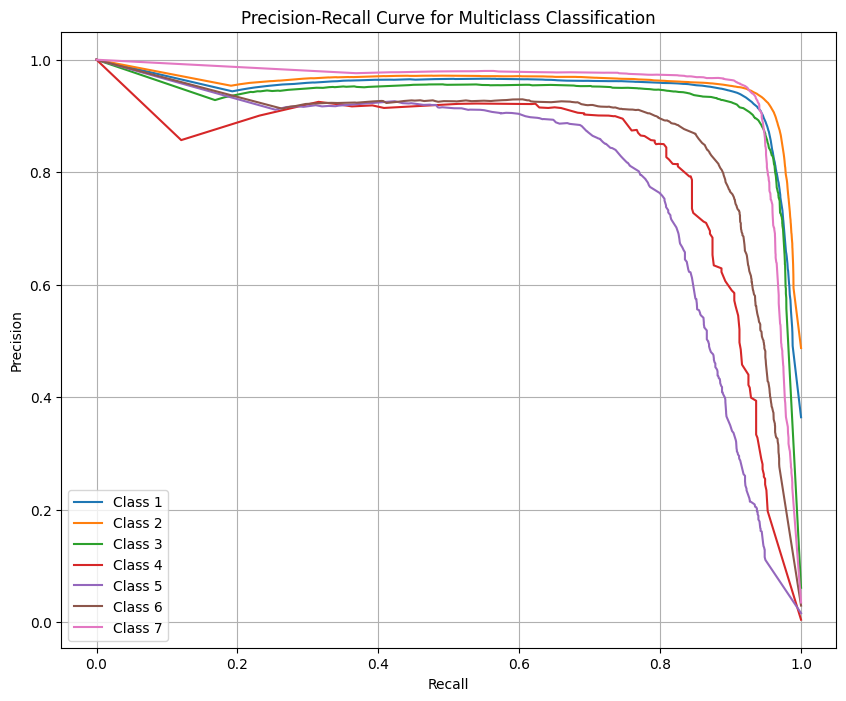 Precision-Recall Curve for Multiclass Classification
Precision
1.0
0.8
0.6
0.4
0.2
0.0
Class 1
Class 2
Class 3
Class 4
Class 5
Class 6
Class 7
0.0 0.2 0.4 0.6 0.8 1.0
Recall